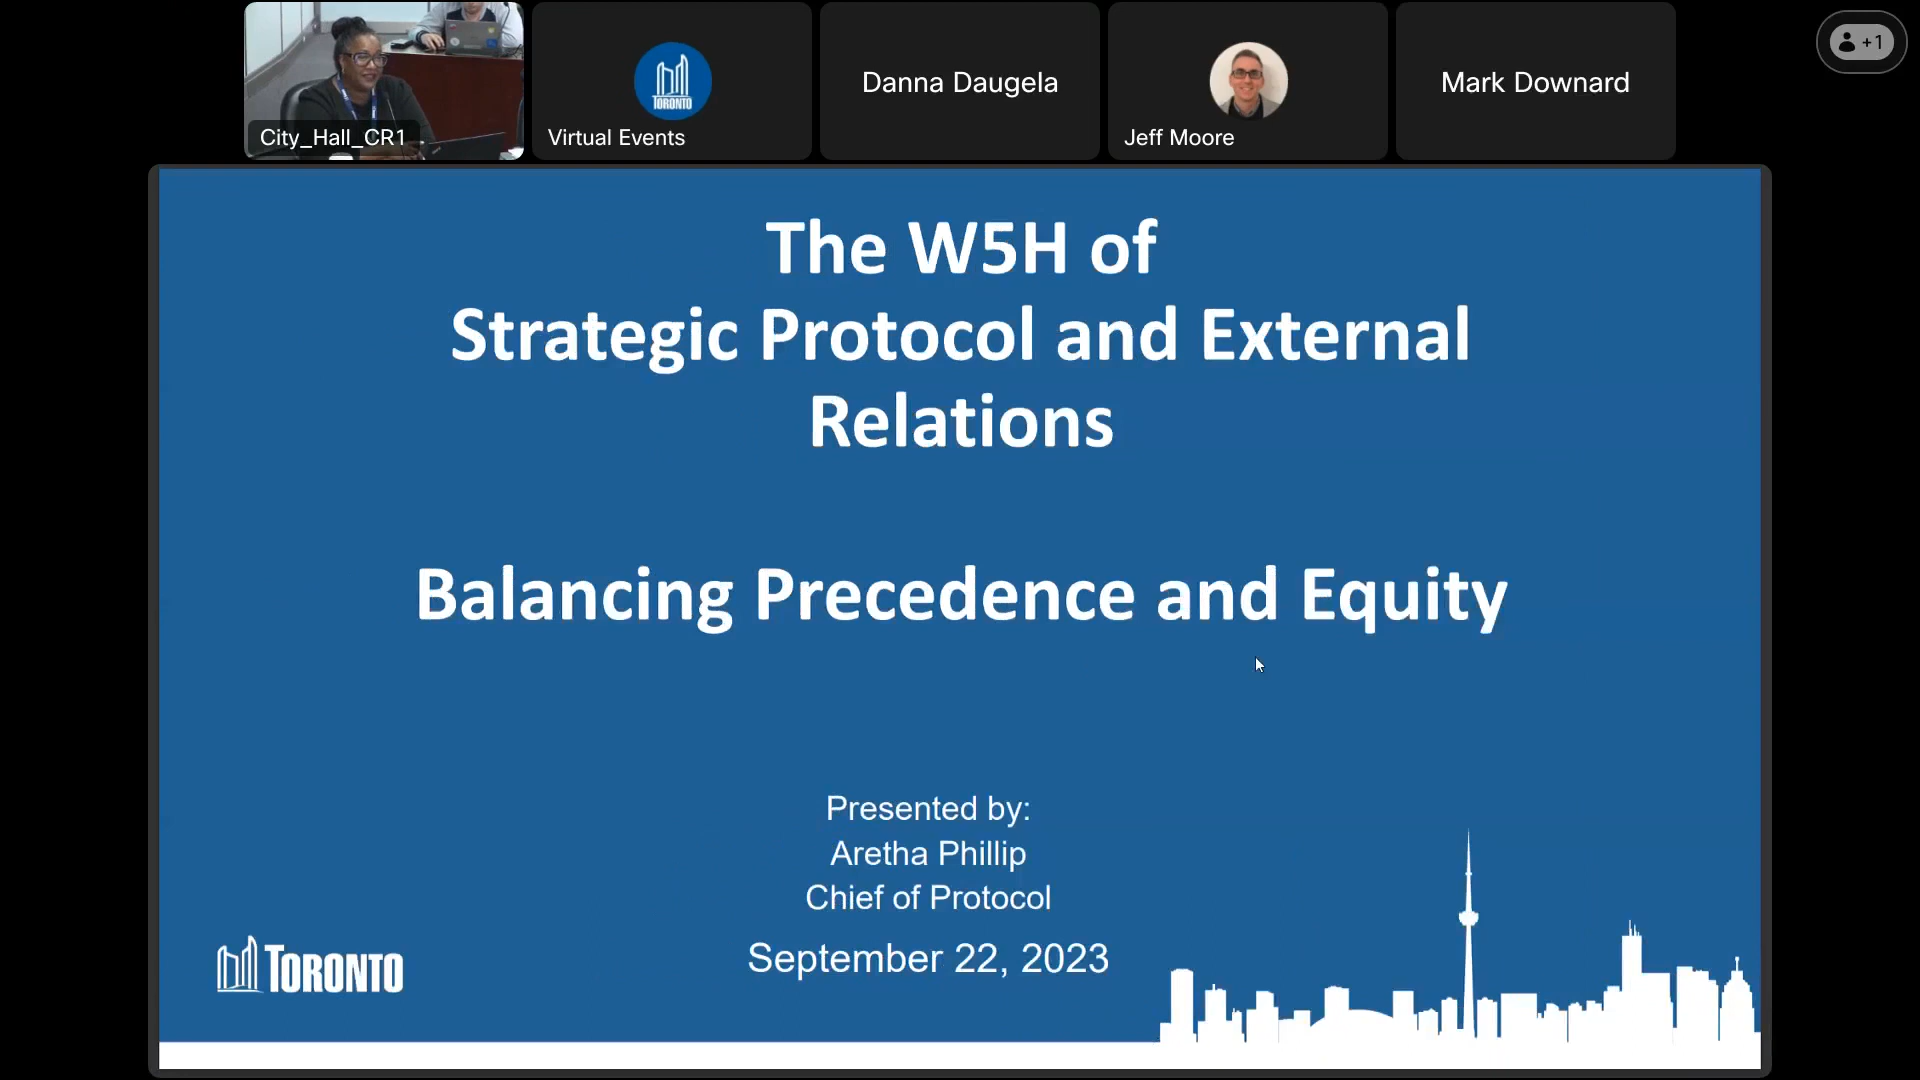 City_Hall_CR1
TORONTO
Virtual Events
Danna Daugela
Jeff Moore
Mark Downard
+1
The W5H of
Strategic Protocol and External
Relations
Balancing Precedence and Equity
Presented by:
Aretha Phillip
Chief of Protocol
September 22, 2023
TORONTO